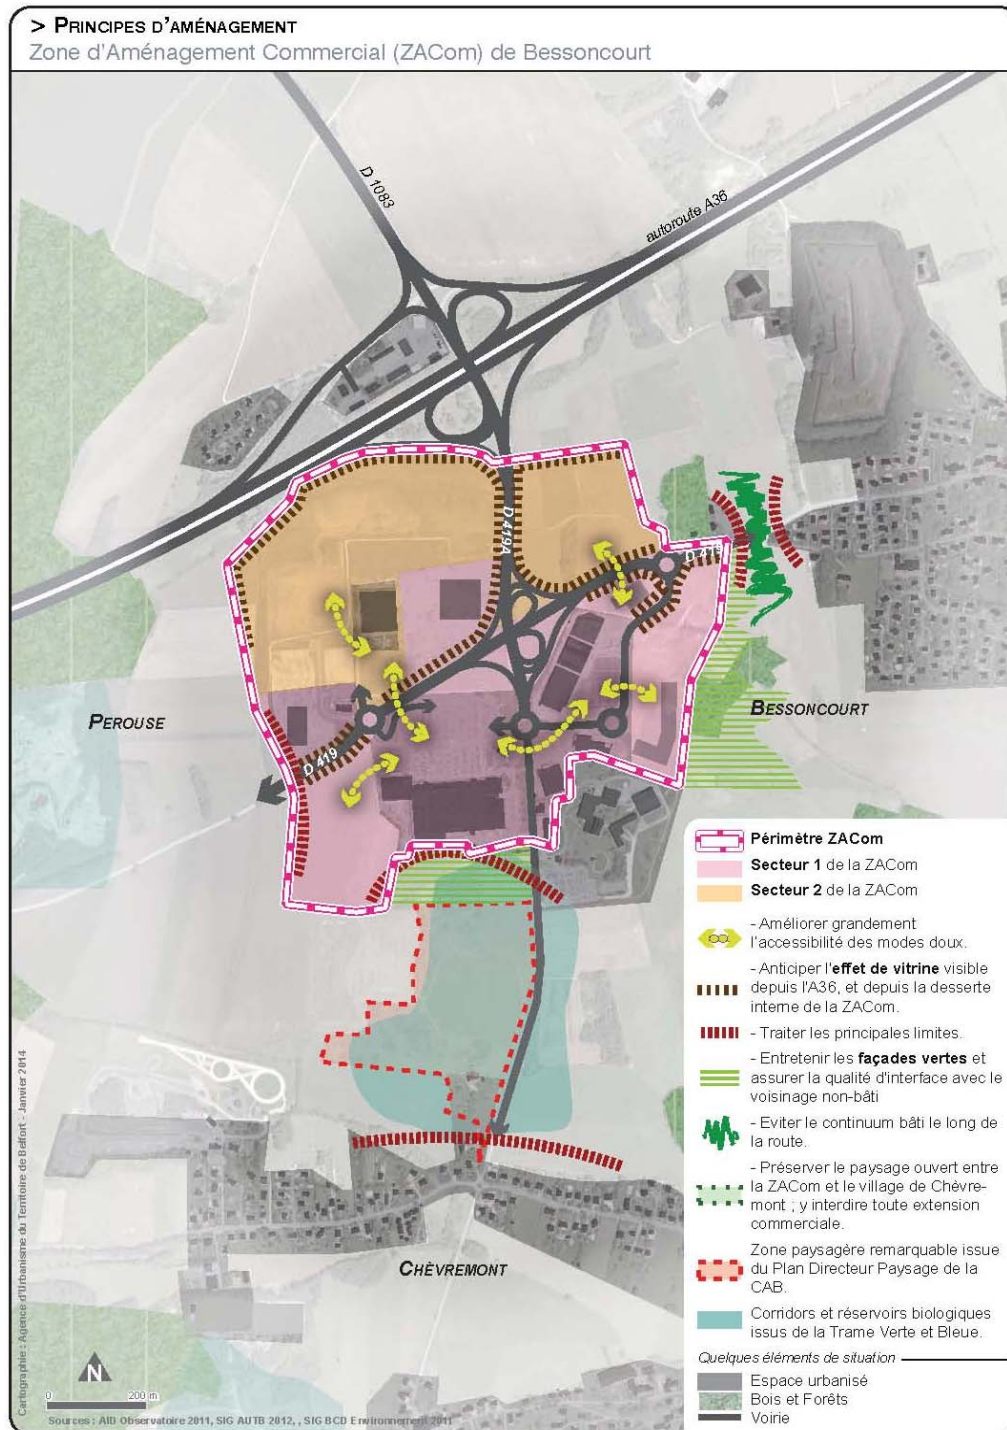 > PRINCIPES D'AMÉNAGEMENT
Zone d'Aménagement Commercial (ZACom) de Bessoncourt
D 1083
autoroute A36
D 419A
D 419
PEROUSE
BESSONCOURT
D 419
CHÈVREMONT
Périmètre ZACom
Secteur 1 de la ZACom
Secteur 2 de la ZACom
- Améliorer grandement
l'accessibilité des modes doux.
- Anticiper l'effet de vitrine visible
depuis l'A36, et depuis la desserte
interne de la ZACom.
- Traiter les principales limites.
- Entretenir les façades vertes et
assurer la qualité d'interface avec le
voisinage non-bâti
- Eviter le continuum bâti le long de
la route.
- Préserver le paysage ouvert entre
la ZACom et le village de Chèvre-
mont ; y interdire toute extension
commerciale.
Zone paysagère remarquable issue
du Plan Directeur Paysage de la
CAB.
Corridors et réservoirs biologiques
issus de la Trame Verte et Bleue.
Quelques éléments de situation
Espace urbanisé
Bois et Forêts
Voirie
N
0 200 m
Sources : AID Observatoire 2011, SIG AUTB 2012, , SIG BCD Environnement 2011
Cartographie : Agence d'Urbanisme du Territoire de Belfort - Janvier 2014